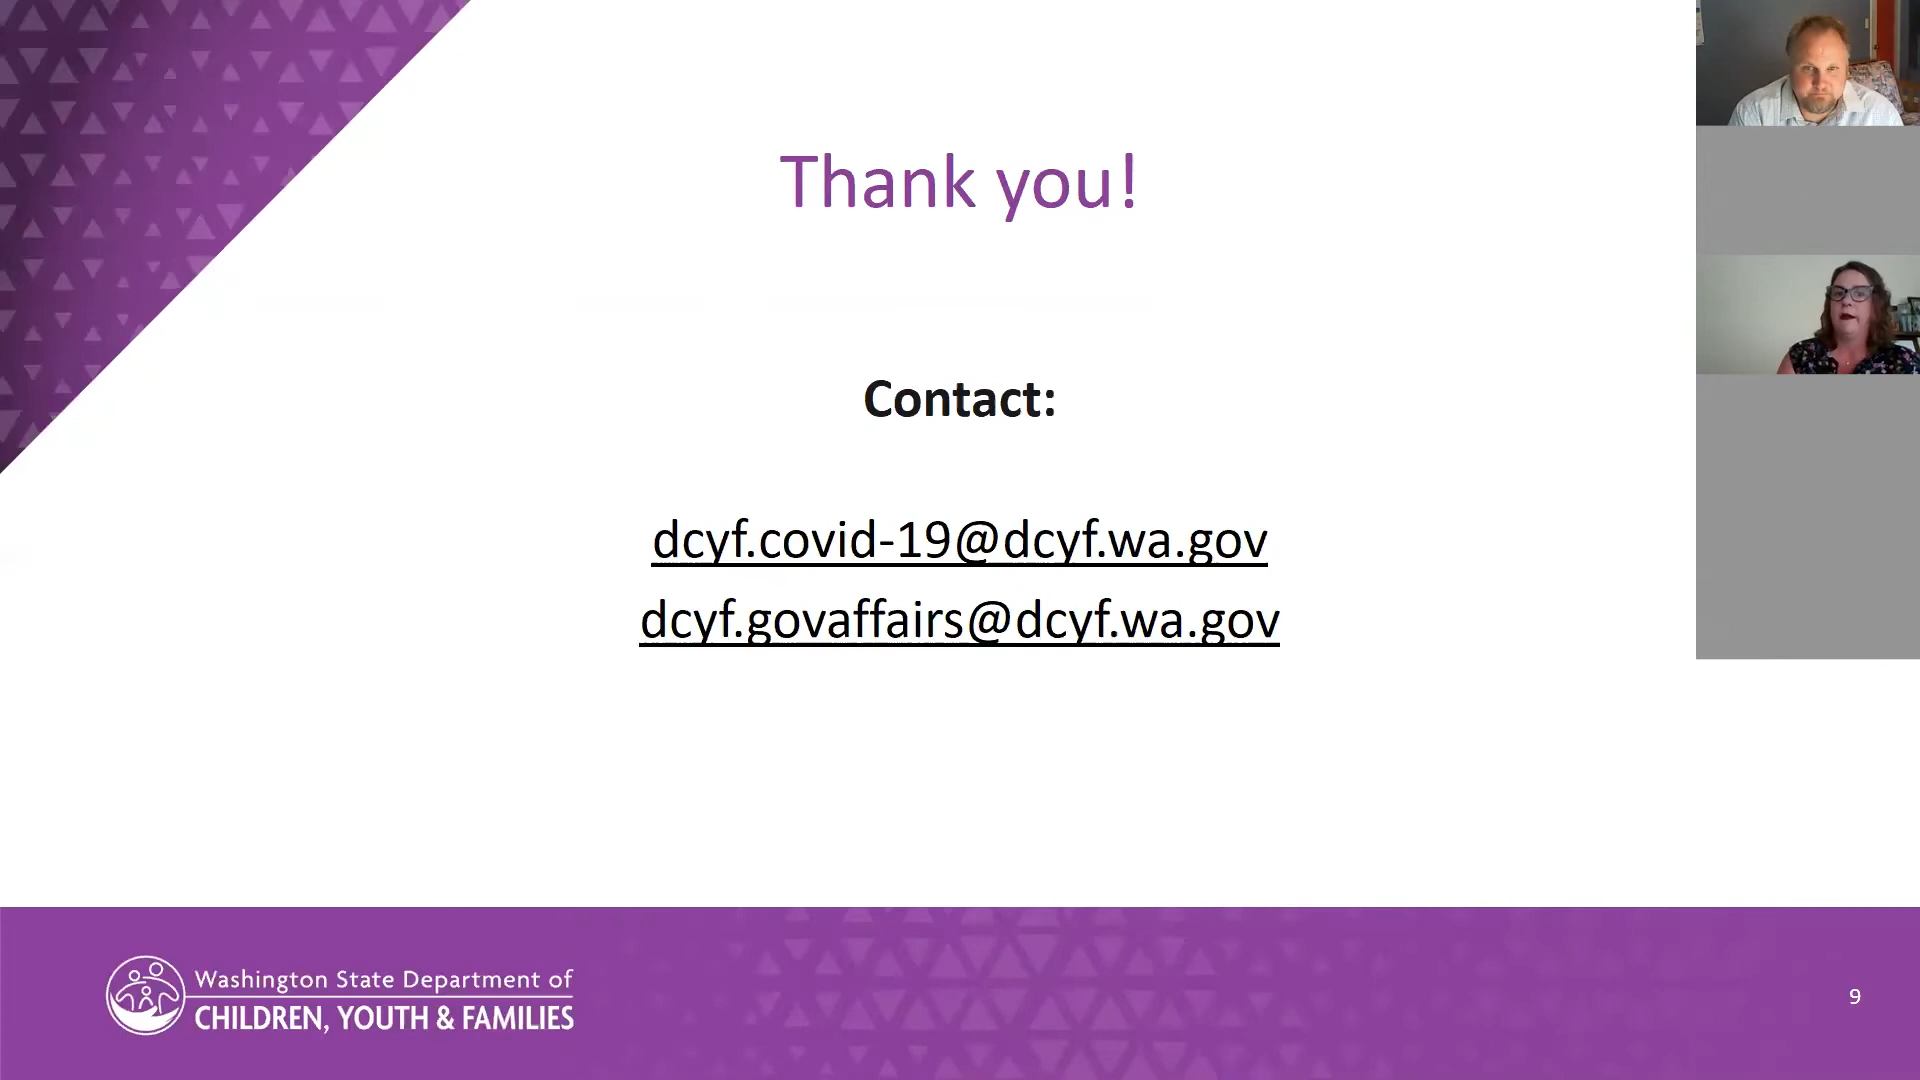 Thank you!
Contact:
dcyf.covid-19@dcyf.wa.gov
dcyf.govaffairs@dcyf.wa.gov
Washington State Department of
CHILDREN, YOUTH & FAMILIES
9